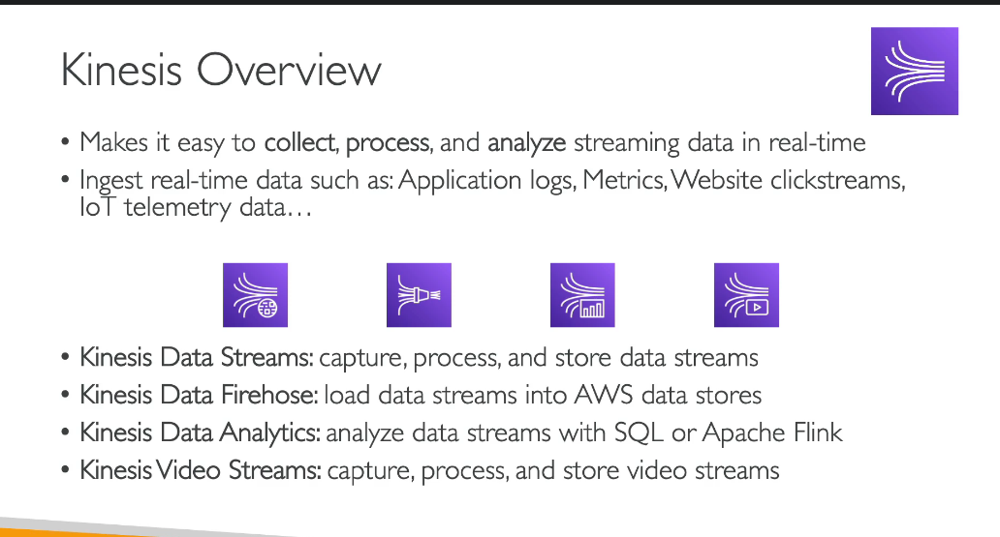 Kinesis Overview
• Makes it easy to collect, process, and analyze streaming data in real-time
• Ingest real-time data such as: Application logs, Metrics, Website clickstreams,
IoT telemetry data…
• Kinesis Data Streams: capture, process, and store data streams
• Kinesis Data Firehose: load data streams into AWS data stores
• Kinesis Data Analytics: analyze data streams with SQL or Apache Flink
• Kinesis Video Streams: capture, process, and store video streams